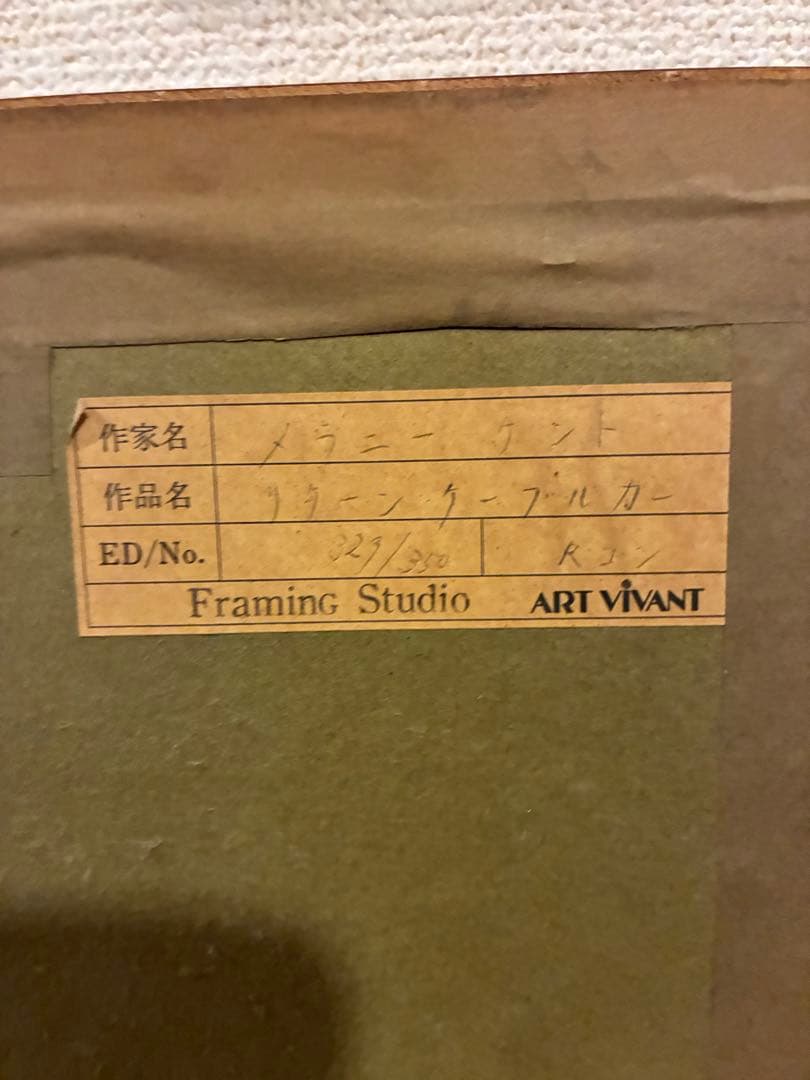 作家名 メラニー ケント
作品名 リターンケーブルカー
ED/No. 329/350 Rコン
Framing Studio ART ViVANT